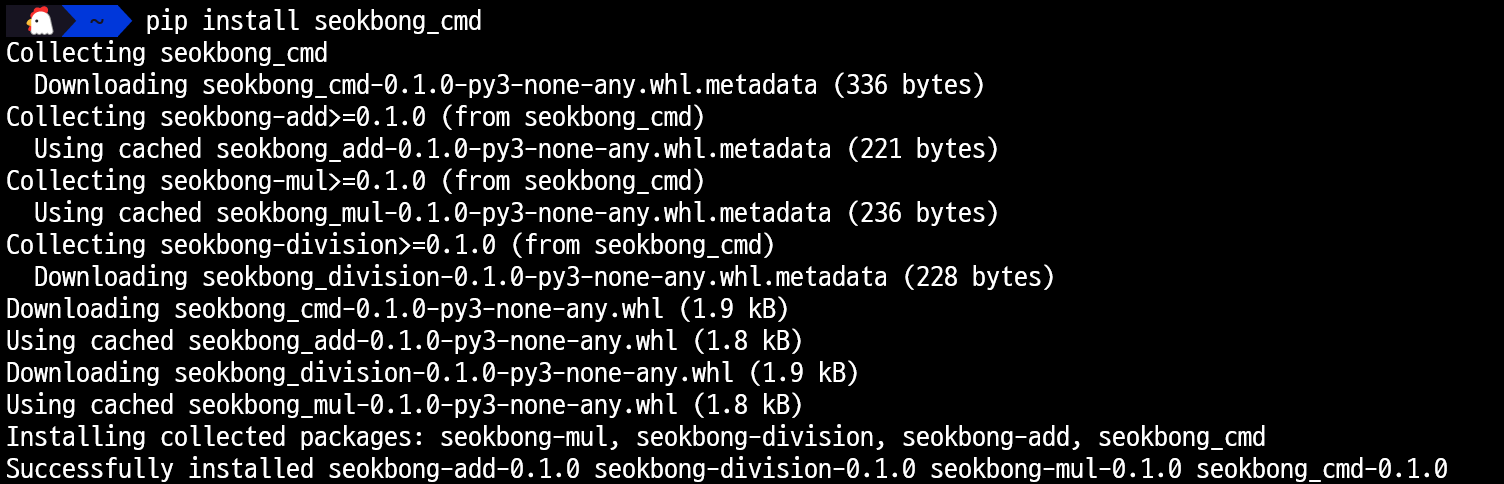 ~ pip install seokbong_cmd
Collecting seokbong_cmd
  Downloading seokbong_cmd-0.1.0-py3-none-any.whl.metadata (336 bytes)
Collecting seokbong-add>=0.1.0 (from seokbong_cmd)
  Using cached seokbong_add-0.1.0-py3-none-any.whl.metadata (221 bytes)
Collecting seokbong-mul>=0.1.0 (from seokbong_cmd)
  Using cached seokbong_mul-0.1.0-py3-none-any.whl.metadata (236 bytes)
Collecting seokbong-division>=0.1.0 (from seokbong_cmd)
  Downloading seokbong_division-0.1.0-py3-none-any.whl.metadata (228 bytes)
Downloading seokbong_cmd-0.1.0-py3-none-any.whl (1.9 kB)
Using cached seokbong_add-0.1.0-py3-none-any.whl (1.8 kB)
Downloading seokbong_division-0.1.0-py3-none-any.whl (1.9 kB)
Using cached seokbong_mul-0.1.0-py3-none-any.whl (1.8 kB)
Installing collected packages: seokbong-mul, seokbong-division, seokbong-add, seokbong_cmd
Successfully installed seokbong-add-0.1.0 seokbong-division-0.1.0 seokbong-mul-0.1.0 seokbong_cmd-0.1.0